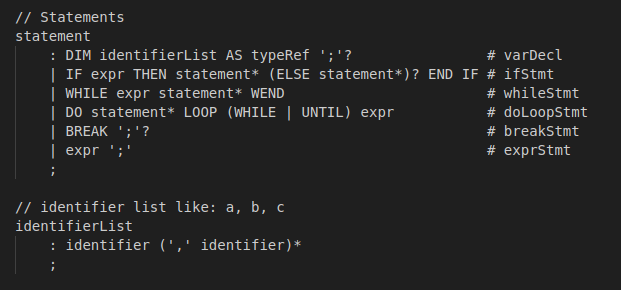 // Statements
statement
    : DIM identifierList AS typeRef ';'?                # varDecl
    | IF expr THEN statement* (ELSE statement*)? END IF # ifStmt
    | WHILE expr statement* WEND                        # whileStmt
    | DO statement* LOOP (WHILE | UNTIL) expr           # doLoopStmt
    | BREAK ';'?                                        # breakStmt
    | expr ';'                                          # exprStmt
    ;

// identifier list like: a, b, c
identifierList
    : identifier (',' identifier)*
    ;